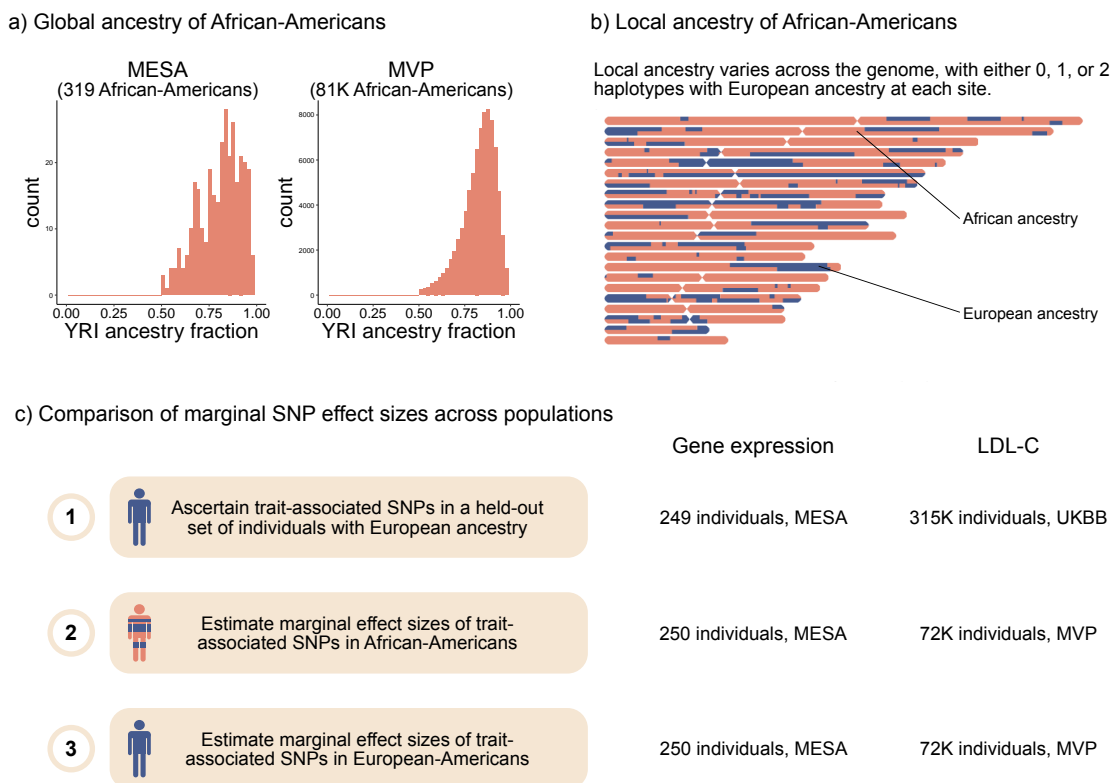 a) Global ancestry of African-Americans
MESA
(319 African-Americans)
count
20
10
0
0.00 0.25 0.50 0.75 1.00
YRI ancestry fraction
MVP
(81K African-Americans)
count
8000
6000
4000
2000
0
0.00 0.25 0.50 0.75 1.00
YRI ancestry fraction
b) Local ancestry of African-Americans
Local ancestry varies across the genome, with either 0, 1, or 2
haplotypes with European ancestry at each site.
African ancestry
European ancestry
c) Comparison of marginal SNP effect sizes across populations
Gene expression LDL-C
1
Ascertain trait-associated SNPs in a held-out
set of individuals with European ancestry
249 individuals, MESA 315K individuals, UKBB
2
Estimate marginal effect sizes of trait-
associated SNPs in African-Americans
250 individuals, MESA 72K individuals, MVP
3
Estimate marginal effect sizes of trait-
associated SNPs in European-Americans
250 individuals, MESA 72K individuals, MVP